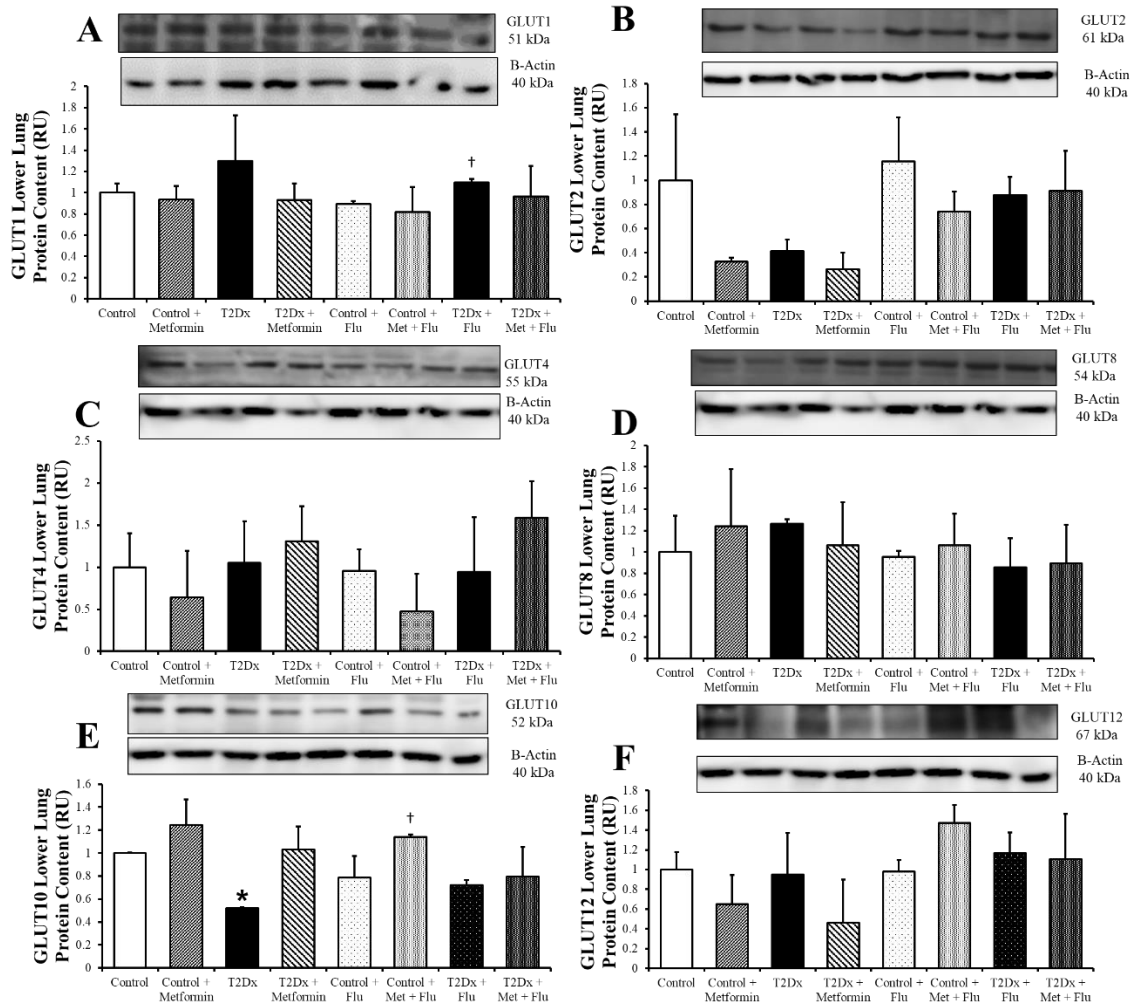 A
GLUT1
51 kDa
B-Actin
40 kDa
GLUT1 Lower Lung
Protein Content (RU)
2
1.8
1.6
1.4
1.2
1
0.8
0.6
0.4
0.2
0
†
Control
Control +
Metformin
T2Dx
T2Dx +
Metformin
Control +
Flu
Control +
Met + Flu
T2Dx +
Flu
T2Dx +
Met + Flu
B
GLUT2
61 kDa
B-Actin
40 kDa
GLUT2 Lower Lung
Protein Content (RU)
1.8
1.6
1.4
1.2
1
0.8
0.6
0.4
0.2
0
Control
Control +
Metformin
T2Dx
T2Dx +
Metformin
Control +
Flu
Control +
Met + Flu
T2Dx +
Flu
T2Dx +
Met + Flu
C
GLUT4
55 kDa
B-Actin
40 kDa
GLUT4 Lower Lung
Protein Content (RU)
2.5
2
1.5
1
0.5
0
Control
Control +
Metformin
T2Dx
T2Dx +
Metformin
Control +
Flu
Control +
Met + Flu
T2Dx +
Flu
T2Dx +
Met + Flu
D
GLUT8
54 kDa
B-Actin
40 kDa
GLUT8 Lower Lung
Protein Content (RU)
2
1.8
1.6
1.4
1.2
1
0.8
0.6
0.4
0.2
0
Control
Control +
Metformin
T2Dx
T2Dx +
Metformin
Control +
Flu
Control +
Met + Flu
T2Dx +
Flu
T2Dx +
Met + Flu
E
GLUT10
52 kDa
B-Actin
40 kDa
GLUT10 Lower Lung
Protein Content (RU)
1.6
1.4
1.2
1
0.8
0.6
0.4
0.2
0
*
†
Control
Control +
Metformin
T2Dx
T2Dx +
Metformin
Control +
Flu
Control +
Met + Flu
T2Dx +
Flu
T2Dx +
Met + Flu
F
GLUT12
67 kDa
B-Actin
40 kDa
GLUT12 Lower Lung
Protein Content (RU)
1.8
1.6
1.4
1.2
1
0.8
0.6
0.4
0.2
0
Control
Control +
Metformin
T2Dx
T2Dx +
Metformin
Control +
Flu
Control +
Met + Flu
T2Dx +
Flu
T2Dx +
Met + Flu